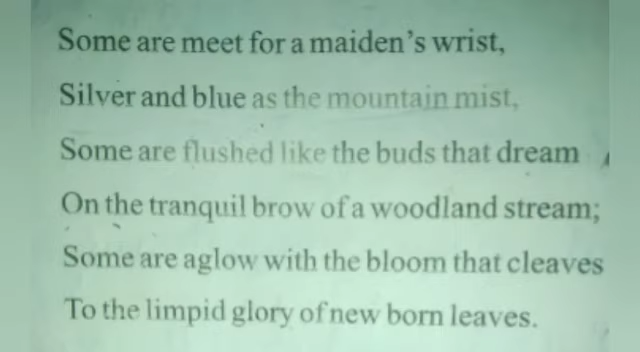 Some are meet for a maiden's wrist,
Silver and blue as the mountain mist,
Some are flushed like the buds that dream
On the tranquil brow of a woodland stream;
Some are aglow with the bloom that cleaves
To the limpid glory of new born leaves.